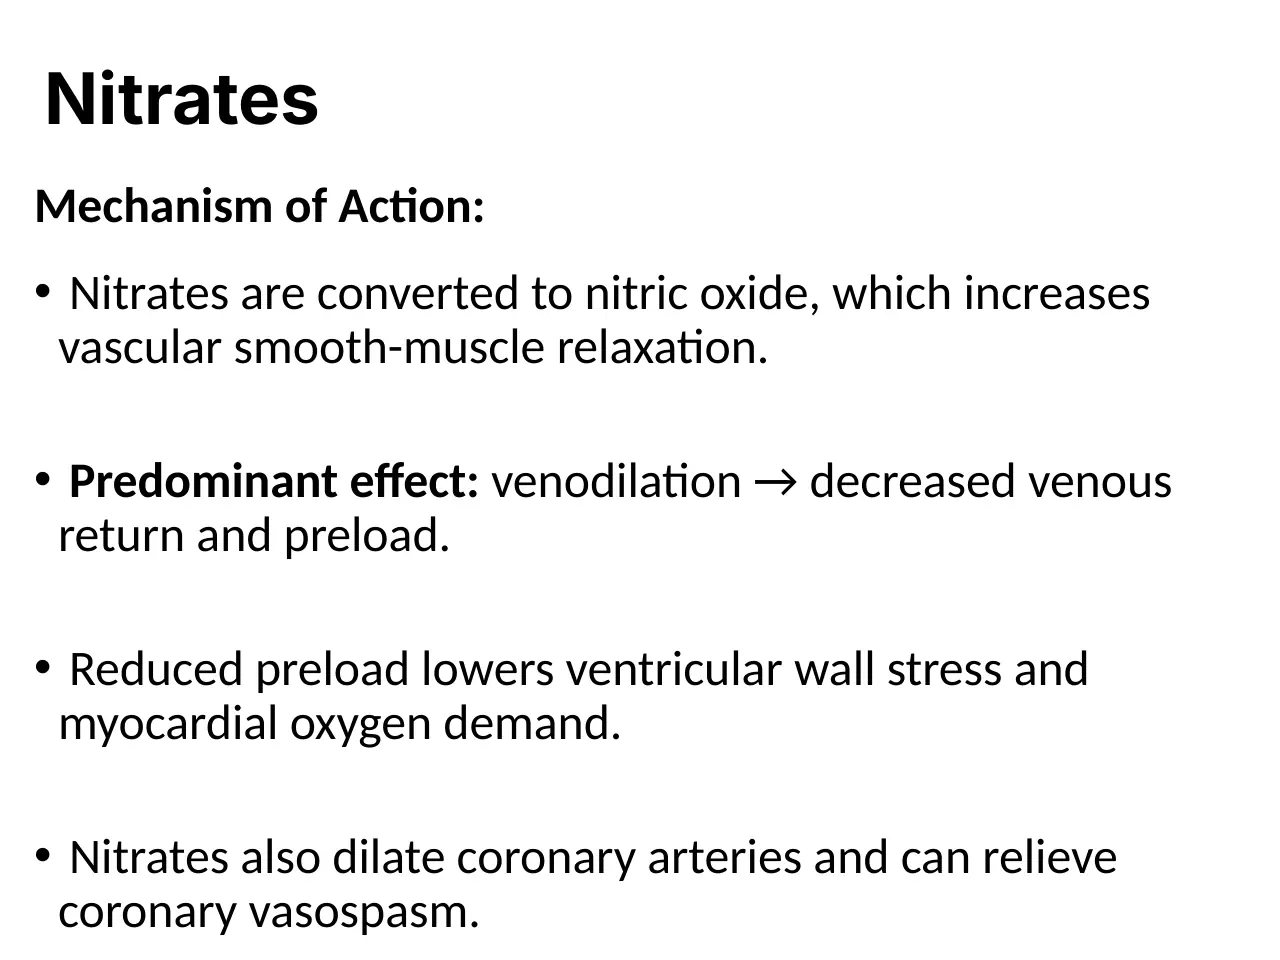 Nitrates
Mechanism of Action:
• Nitrates are converted to nitric oxide, which increases
vascular smooth-muscle relaxation.
• Predominant effect: venodilation → decreased venous
return and preload.
• Reduced preload lowers ventricular wall stress and
myocardial oxygen demand.
• Nitrates also dilate coronary arteries and can relieve
coronary vasospasm.